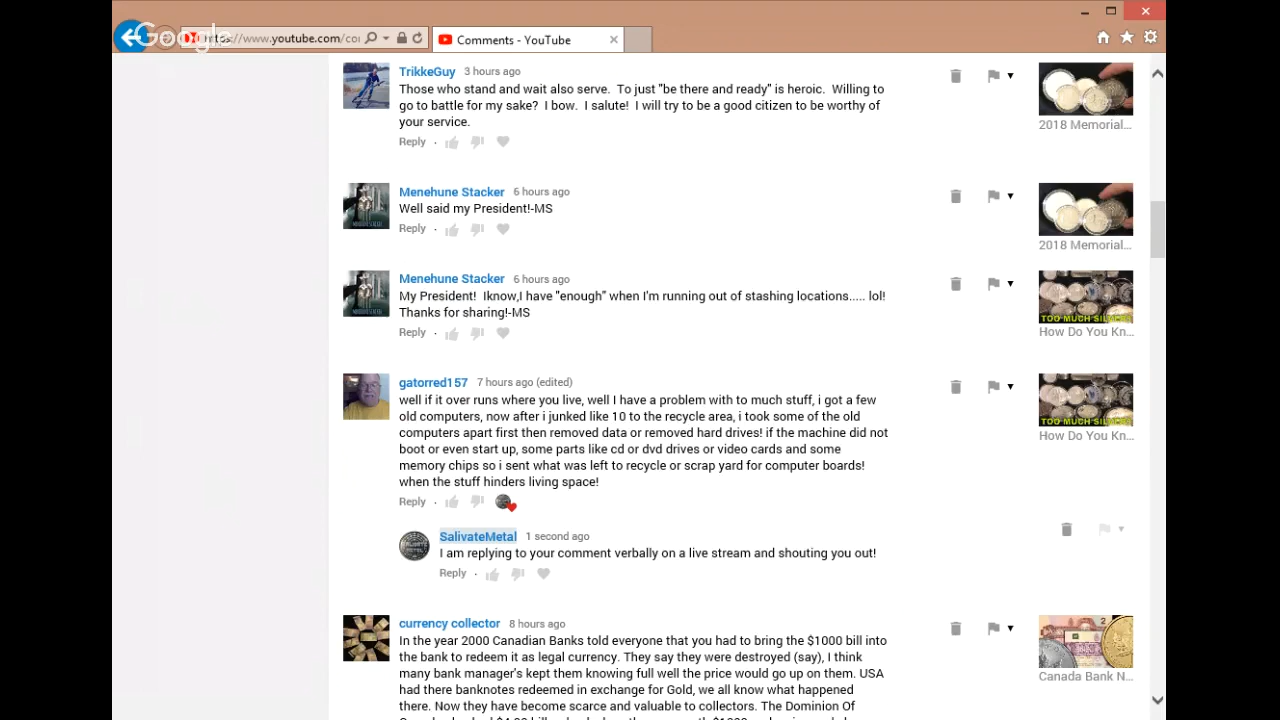 Google
https://www.youtube.com/co
Comments - YouTube
TrikkeGuy 3 hours ago
Those who stand and wait also serve. To just "be there and ready" is heroic. Willing to
go to battle for my sake? I bow. I salute! I will try to be a good citizen to be worthy of
your service.
Reply
2018 Memorial...
Menehune Stacker 6 hours ago
Well said my President!-MS
Reply
2018 Memorial...
Menehune Stacker 6 hours ago
My President! Iknow,I have "enough" when I'm running out of stashing locations..... lol!
Thanks for sharing!-MS
Reply
TOO MUCH SILVER
How Do You Kn...
gatorred157 7 hours ago (edited)
well if it over runs where you live, well I have a problem with to much stuff, i got a few
old computers, now after i junked like 10 to the recycle area, i took some of the old
computers apart first then removed data or removed hard drives! if the machine did not
boot or even start up, some parts like cd or dvd drives or video cards and some
memory chips so i sent what was left to recycle or scrap yard for computer boards!
when the stuff hinders living space!
Reply
TOO MUCH SILVER
How Do You Kn...
SalivateMetal 1 second ago
I am replying to your comment verbally on a live stream and shouting you out!
Reply
currency collector 8 hours ago
In the year 2000 Canadian Banks told everyone that you had to bring the $1000 bill into
the bank to redeem it as legal currency. They say they were destroyed (say), I think
many bank manager's kept them knowing full well the price would go up on them. USA
had there banknotes redeemed in exchange for Gold, we all know what happened
there. Now they have become scarce and valuable to collectors. The Dominion Of
Canada Bank N...